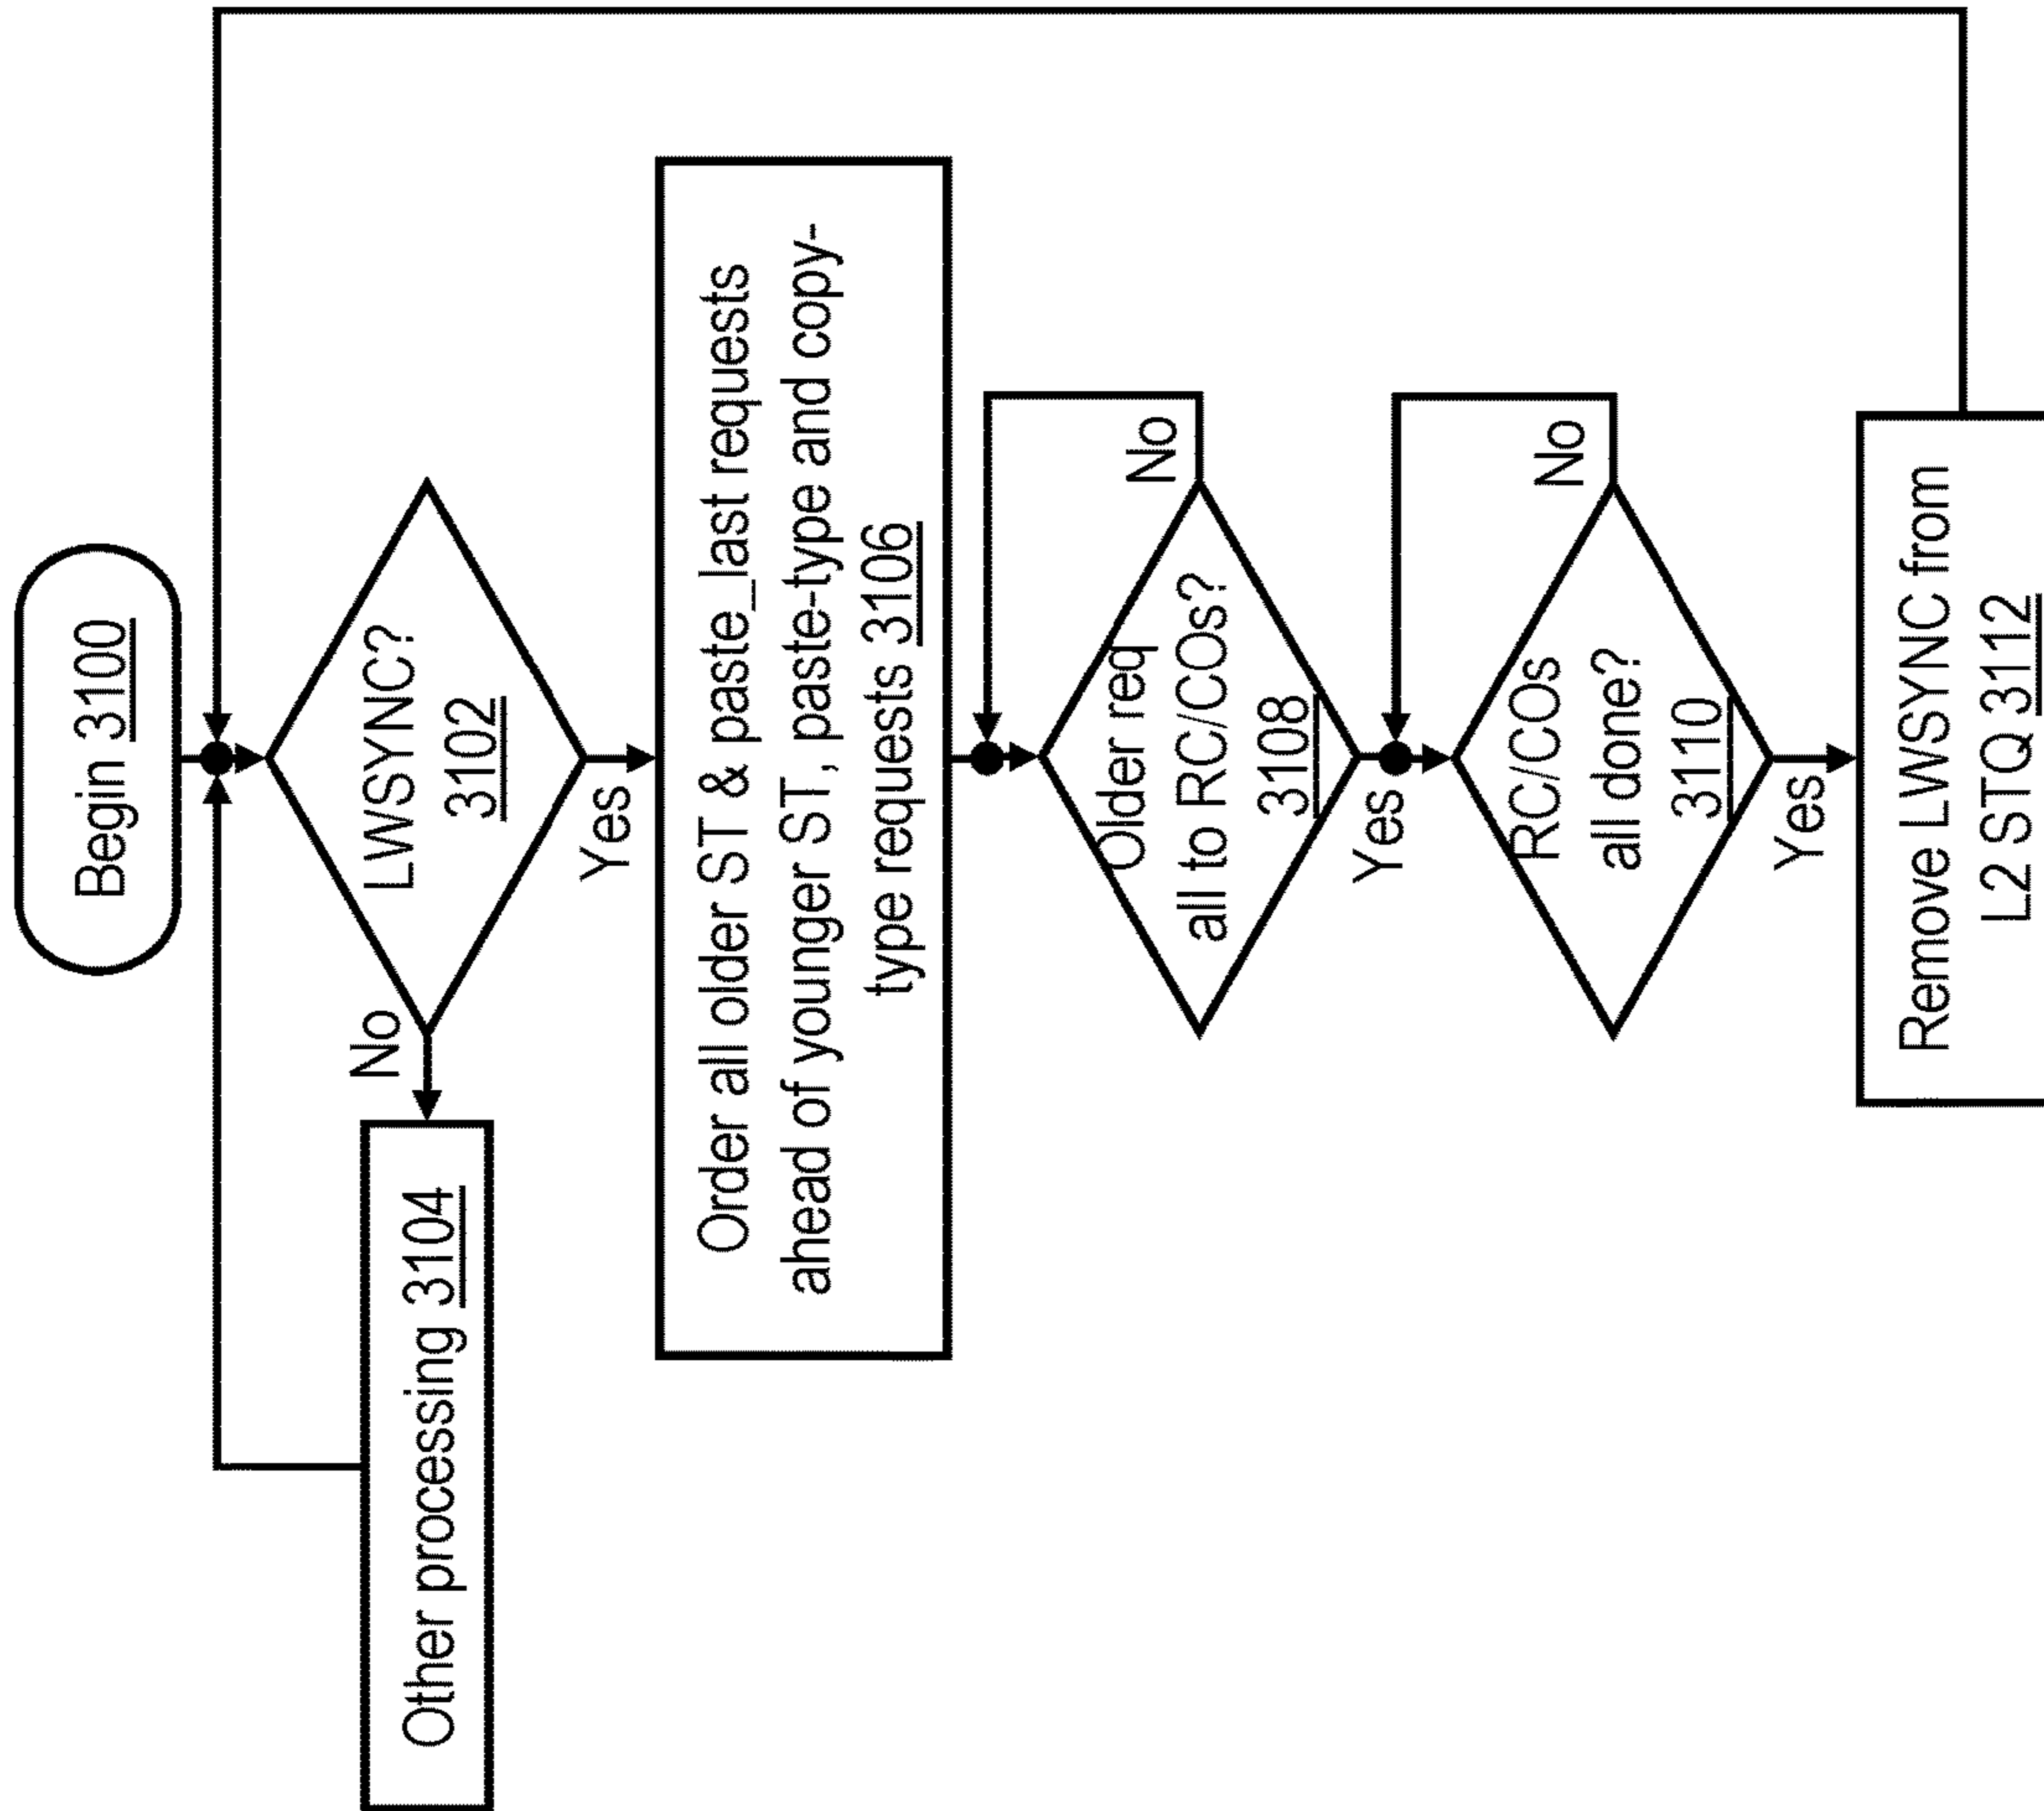 Begin 3100
LWSYNC?
3102
No
Other processing 3104
Yes
Order all older ST & paste_last requests
ahead of younger ST, paste-type and copy-
type requests 3106
Older req
all to RC/COs?
3108
No
Yes
RC/COs
all done?
3110
No
Yes
Remove LWSYNC from
L2 STQ 3112